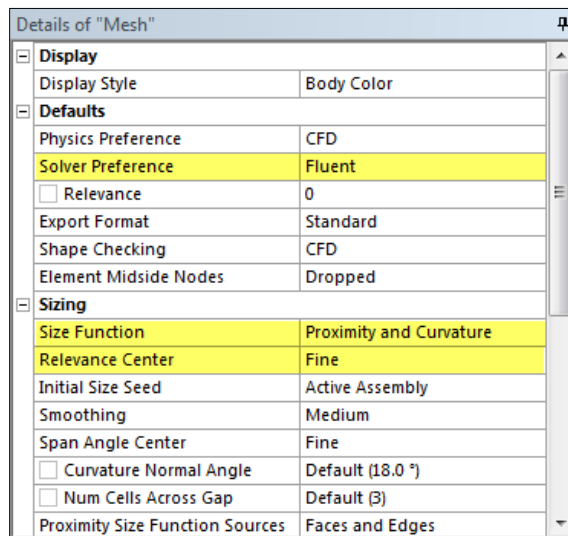 Details of "Mesh"
Display
Display Style Body Color
Defaults
Physics Preference CFD
Solver Preference Fluent
Relevance 0
Export Format Standard
Shape Checking CFD
Element Midside Nodes Dropped
Sizing
Size Function Proximity and Curvature
Relevance Center Fine
Initial Size Seed Active Assembly
Smoothing Medium
Span Angle Center Fine
Curvature Normal Angle Default (18.0 °)
Num Cells Across Gap Default (3)
Proximity Size Function Sources Faces and Edges